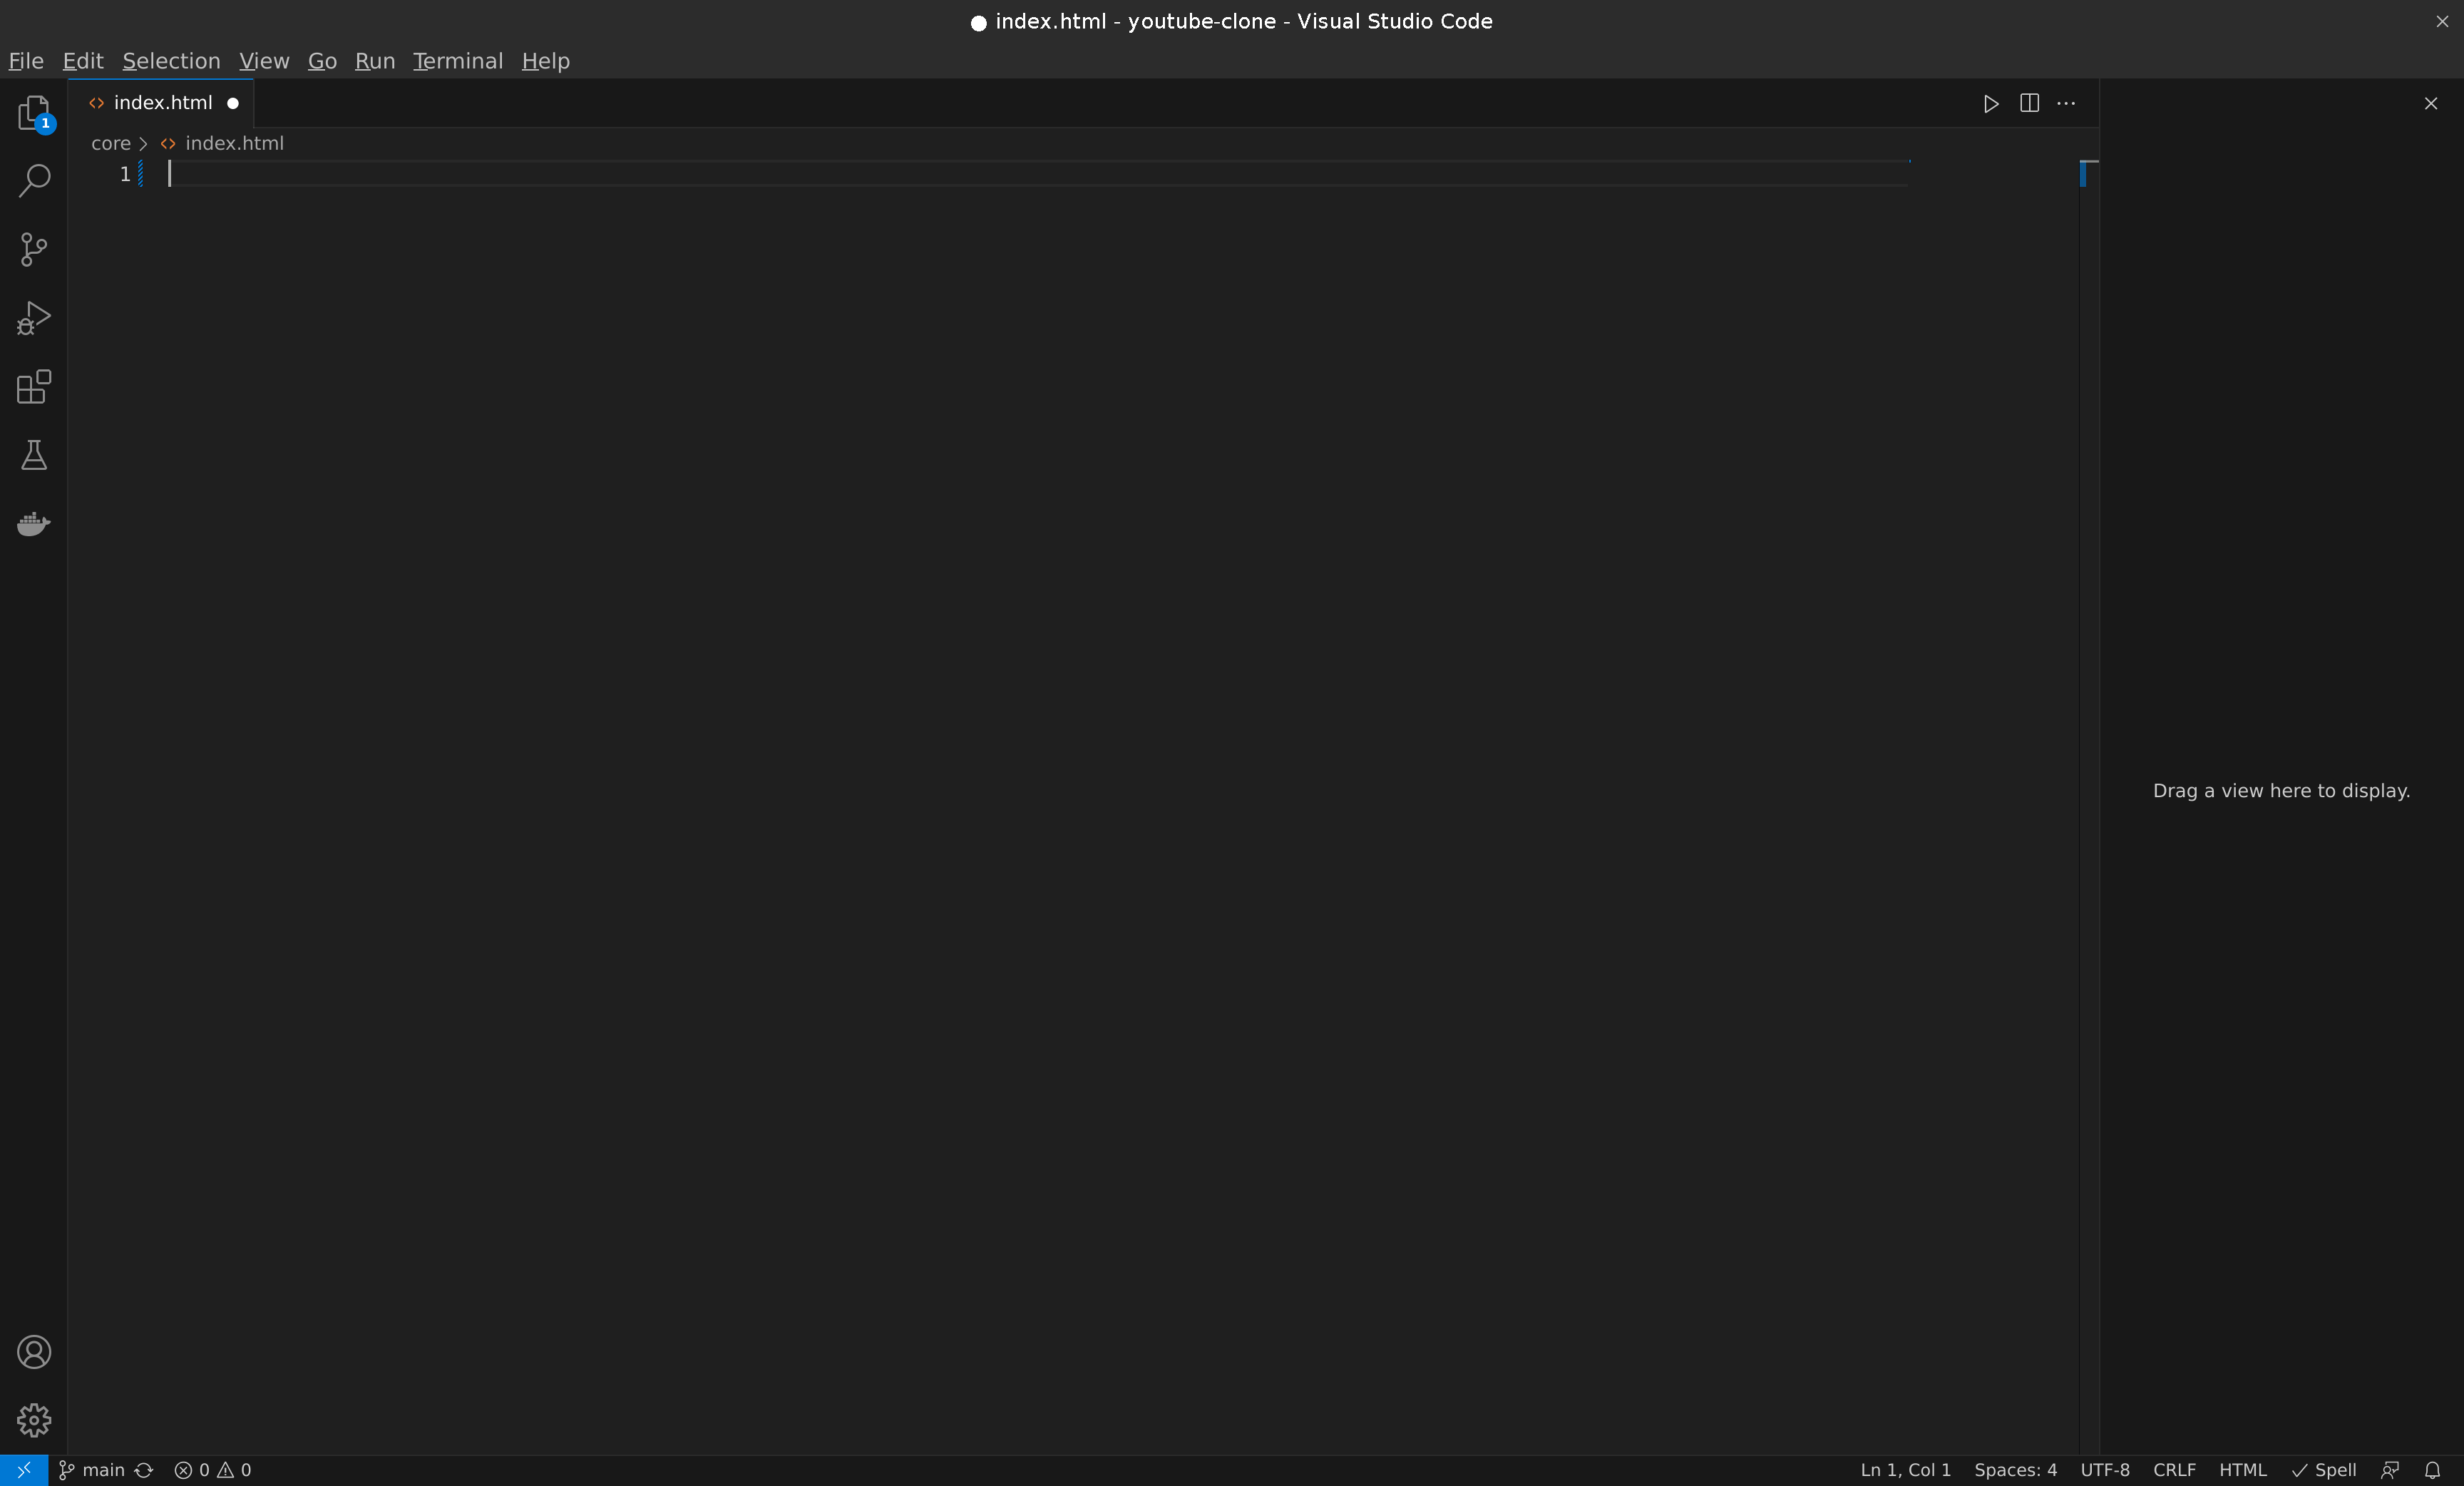 ● index.html - youtube-clone - Visual Studio Code
File Edit Selection View Go Run Terminal Help
index.html
1
core > index.html
1
Drag a view here to display.
main 0 0 Ln 1, Col 1 Spaces: 4 UTF-8 CRLF HTML Spell